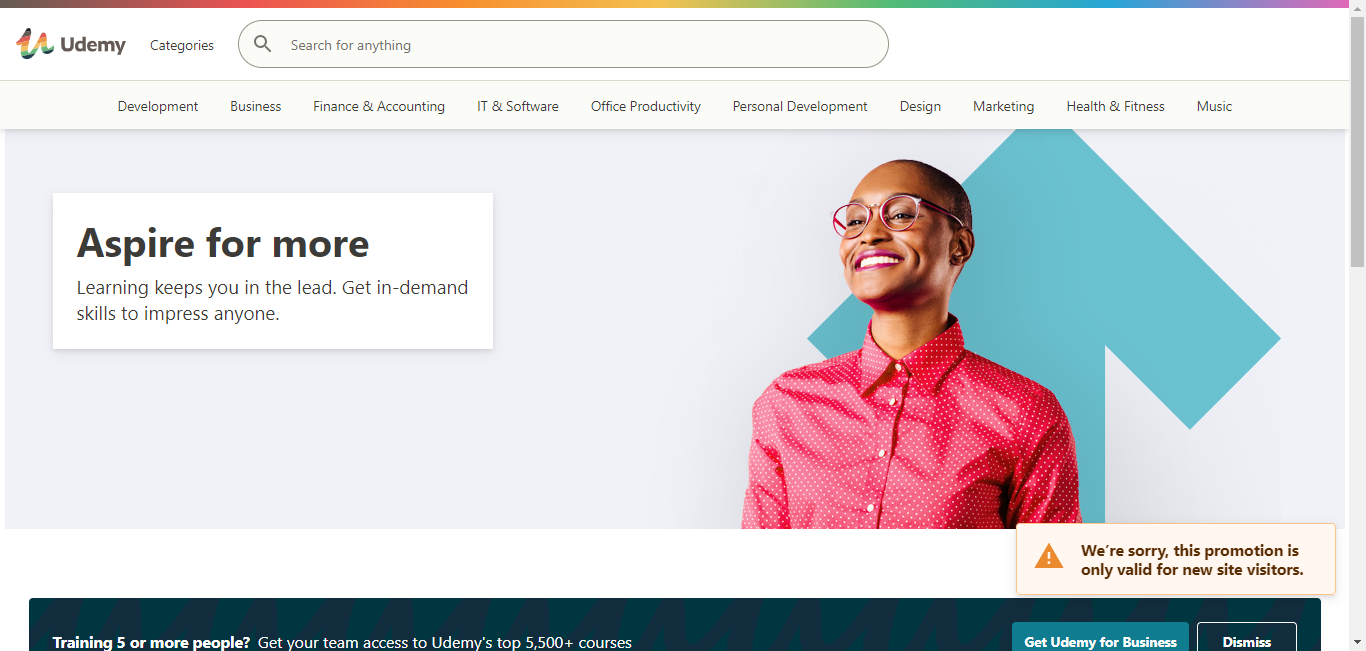 Udemy
Categories
Search for anything
Development Business Finance & Accounting IT & Software Office Productivity Personal Development Design Marketing Health & Fitness Music
Aspire for more
Learning keeps you in the lead. Get in-demand
skills to impress anyone.
We're sorry, this promotion is
only valid for new site visitors.
Training 5 or more people? Get your team access to Udemy's top 5,500+ courses
Get Udemy for Business
Dismiss